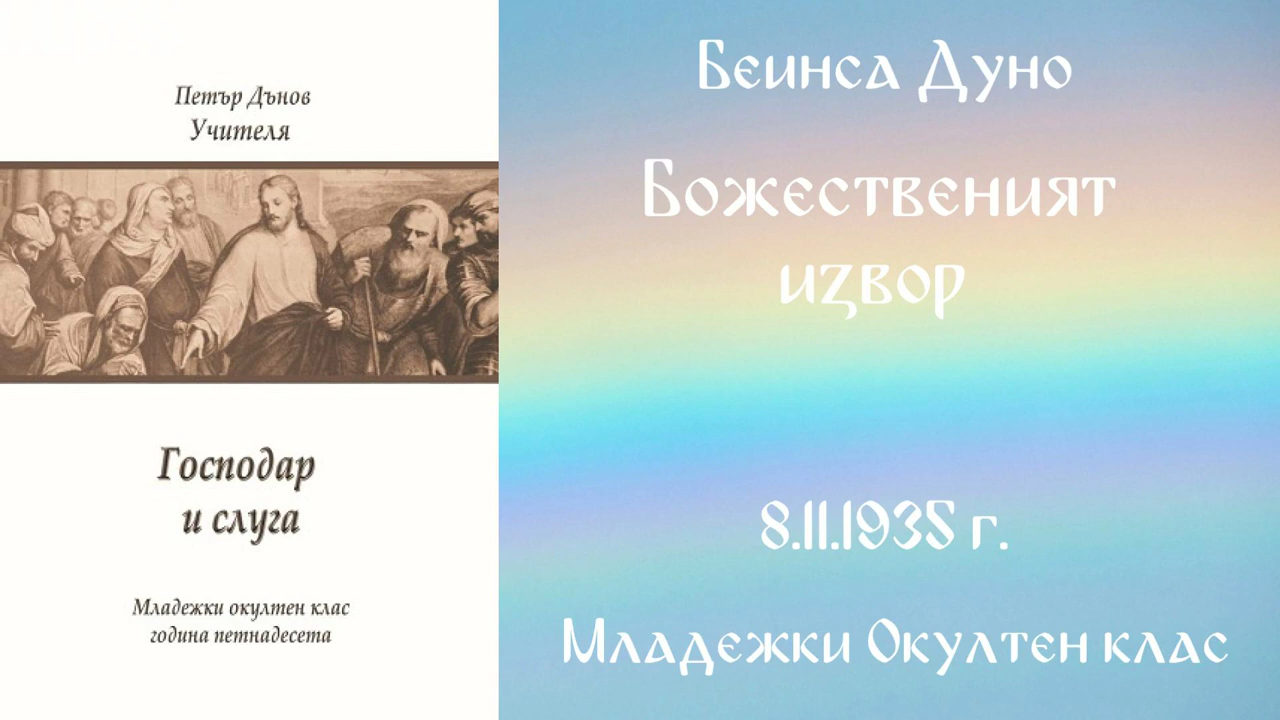 Петър Дънов
Учителя
Господар
и слуга
Младежки окултен клас
година петнадесета
Беинса Дуно
Божественият
извор
8.11.1935 г.
Младежки Окултен клас